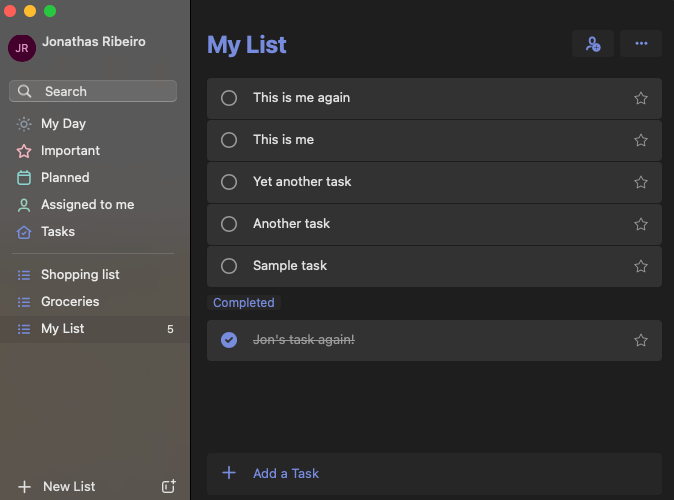 JR
Jonathas Ribeiro
Search
My Day
Important
Planned
Assigned to me
Tasks
Shopping list
Groceries
My List 5
New List
My List
This is me again
This is me
Yet another task
Another task
Sample task
Completed
Jon's task again!
Add a Task